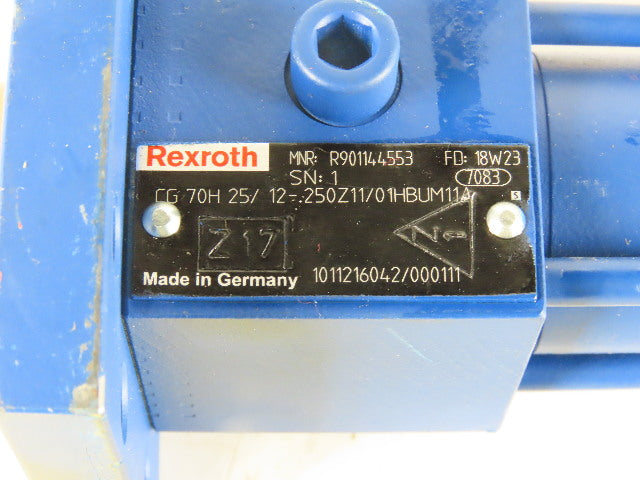 Rexroth MNR: R901144553 FD: 18W23
SN: 1 7083
CG 70H 25/ 12-.250Z11/01HBUM11A S
Z 17
Made in Germany 1011216042/000111